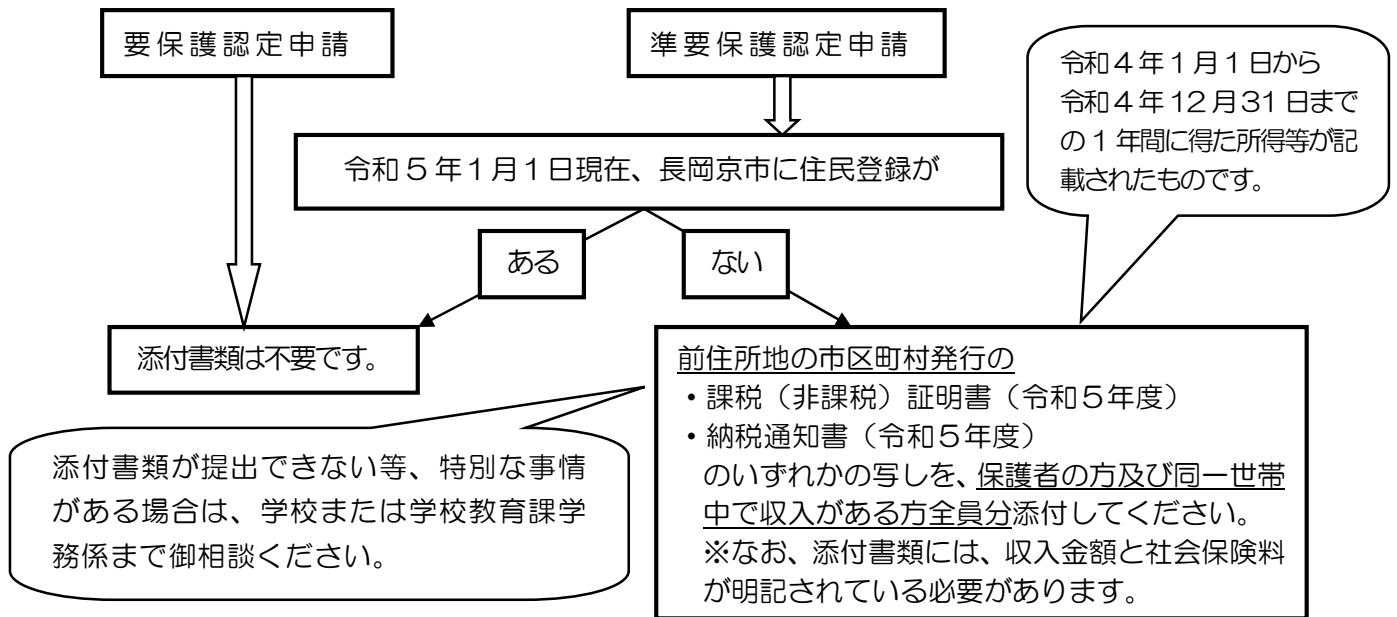 要保護認定申請
準要保護認定申請
令和４年１月１日から
令和４年12月31日まで
の１年間に得た所得等が記
載されたものです。
令和５年１月１日現在、長岡京市に住民登録が
ある
ない
添付書類は不要です。
前住所地の市区町村発行の
・課税（非課税）証明書（令和５年度）
・納税通知書（令和５年度）
のいずれかの写しを、保護者の方及び同一世帯
中で収入がある方全員分添付してください。
※なお、添付書類には、収入金額と社会保険料
が明記されている必要があります。
添付書類が提出できない等、特別な事情
がある場合は、学校または学校教育課学
務係まで御相談ください。